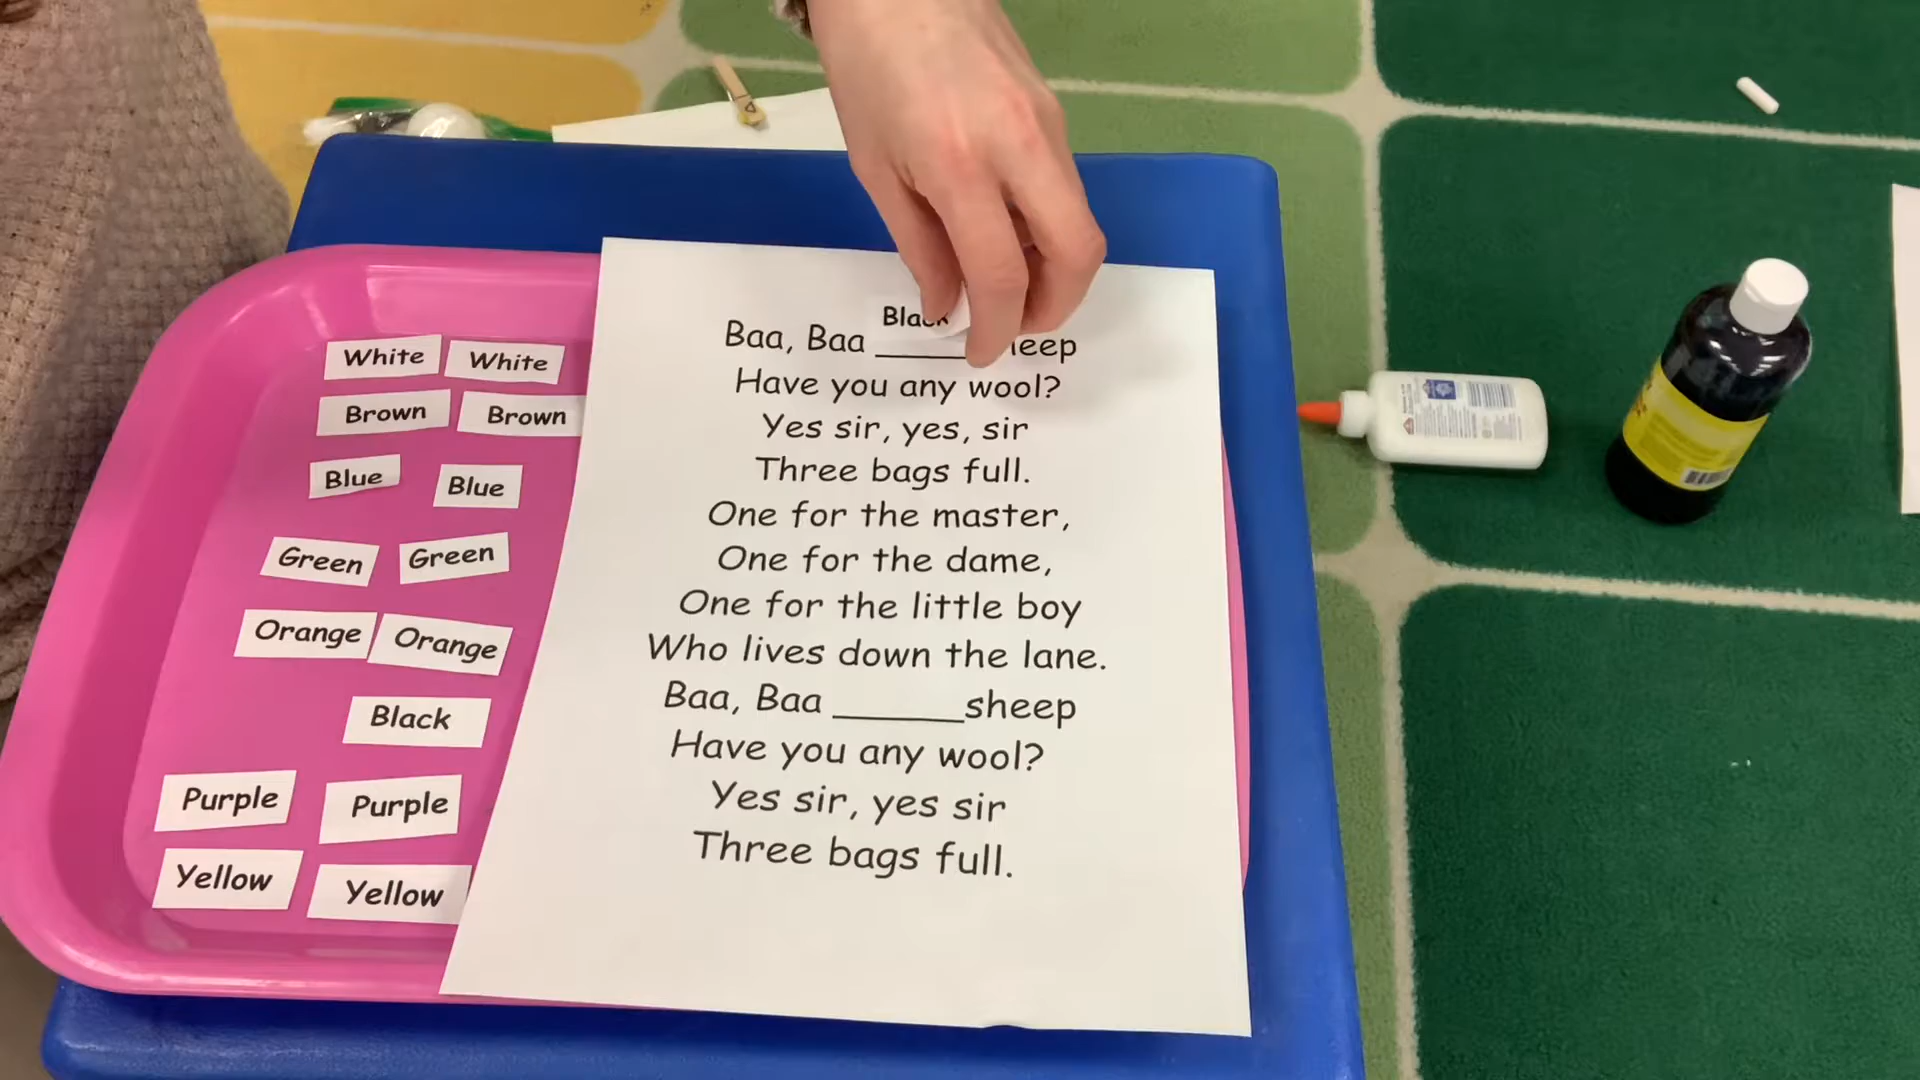 White White
Brown Brown
Blue Blue
Green Green
Orange Orange
Black
Purple Purple
Yellow Yellow
Black
Baa, Baa ______
Have you any wool?
Yes sir, yes, sir
Three bags full.
One for the master,
One for the dame,
One for the little boy
Who lives down the lane.
Baa, Baa ______sheep
Have you any wool?
Yes sir, yes sir
Three bags full.